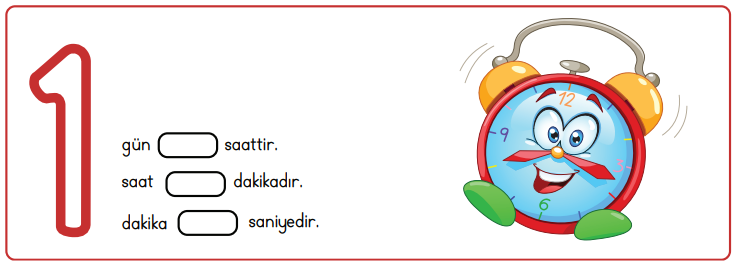 1
gün saattir.
saat dakikadır.
dakika saniyedir.
12
9
3
6